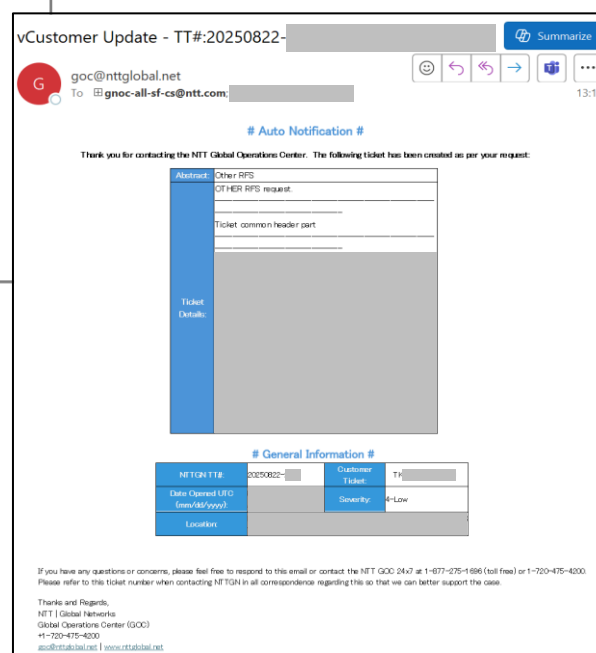 vCustomer Update - TT#:20250822-
Summarize
G
goc@nttglobal.net
To gnoc-all-sf-cs@ntt.com;
13:1
# Auto Notification #
Thank you for contacting the NTT Global Operations Center. The following ticket has been created as per your request:
Abstract: Other RFS
OTHER RFS request.
Ticket common header part
Ticket
Details:
# General Information #
NTTGN TT#: 20250822- Customer Ticket: TK
Date Opened UTC (mm/dd/yyyy): Severity: 4-Low
Location:
If you have any questions or concerns, please feel free to respond to this email or contact the NTT GOC 24x7 at 1-877-275-1696 (toll free) or 1-720-475-4200.
Please refer to this ticket number when contacting NTTGN in all correspondence regarding this so that we can better support the case.
Thanks and Regards,
NTT | Global Networks
Global Operations Center (GOC)
+1-720-475-4200
goc@nttglobal.net | www.nttglobal.net